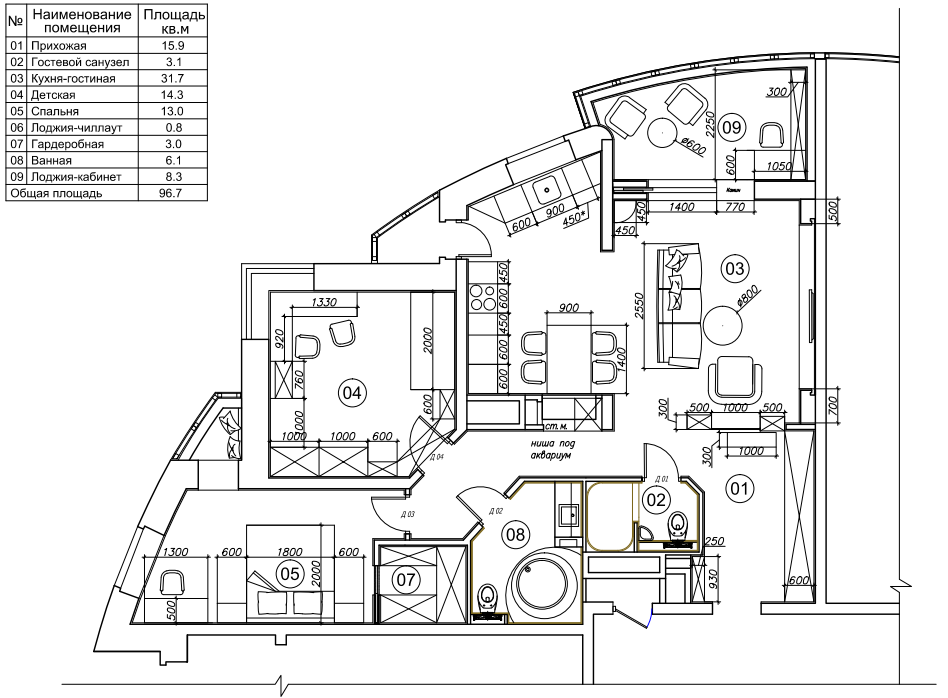 № Наименование помещения Площадь кв.м
01 Прихожая 15.9
02 Гостевой санузел 3.1
03 Кухня-гостиная 31.7
04 Детская 14.3
05 Спальня 13.0
06 Лоджия-чиллаут 0.8
07 Гардеробная 3.0
08 Ванная 6.1
09 Лоджия-кабинет 8.3
Общая площадь 96.7
300
2250
09
ø600
600
1050
Камин
450
1400
770
500
450
600
900
450*
03
450
600
450
600
600
2550
ø800
900
1400
1330
920
2000
760
04
600
1000
1000
1000
600
Д 04
ст.м.
ниша под
аквариум
300
500
1000
500
700
300
1000
Д 01
02
01
Д 03
Д 02
08
250
1300
600
1800
600
05
2000
07
500
930
600